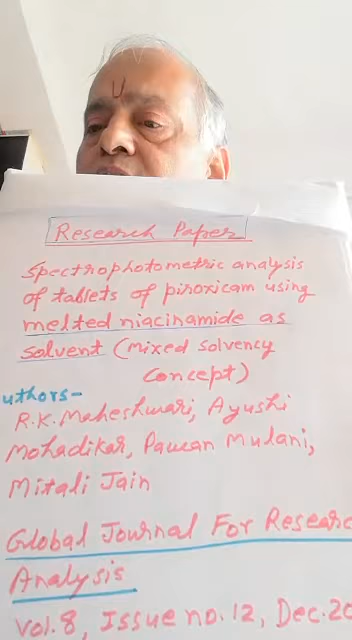 Research Paper
Spectrophotometric analysis
of tablets of piroxicam using
melted niacinamide as
solvent (mixed solvency
concept)
uthors-
R.K. Maheshwari, Ayushi
Mohadikar, Pawan Mulani,
Mitali Jain
Global Journal For Researc
Analysis
Vol. 8, Issue no. 12, Dec. 20